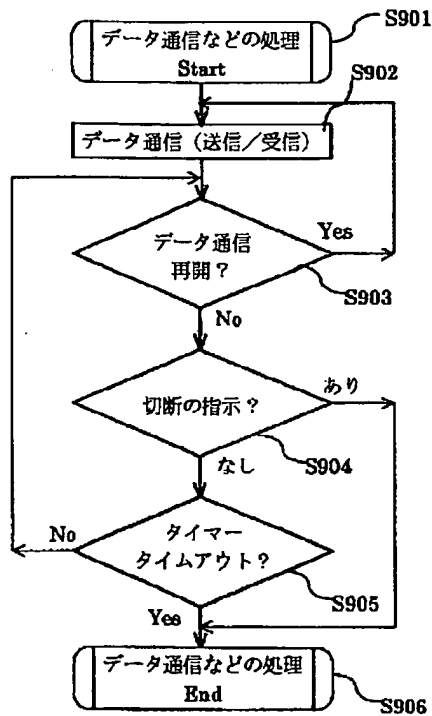 データ通信などの処理
Start
S901
S902
データ通信（送信／受信）
データ通信
再開？
Yes
S903
No
切断の指示？
あり
S904
なし
タイマー
タイムアウト？
No
S905
Yes
データ通信などの処理
End
S906